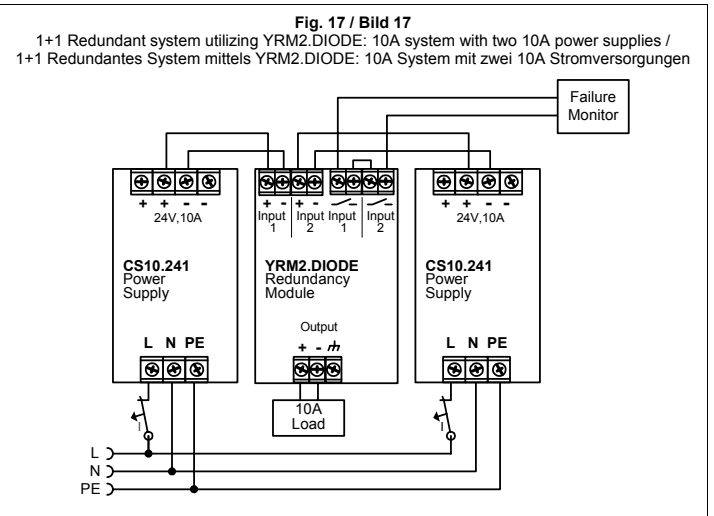 Fig. 17 / Bild 17
1+1 Redundant system utilizing YRM2.DIODE: 10A system with two 10A power supplies /
1+1 Redundantes System mittels YRM2.DIODE: 10A System mit zwei 10A Stromversorgungen
Failure
Monitor
+ + - -
24V,10A
CS10.241
Power
Supply
L N PE
+ - + -
Input Input Input Input
1 2 1 2
YRM2.DIODE
Redundancy
Module
Output
+ -
10A
Load
+ + - -
24V,10A
CS10.241
Power
Supply
L N PE
I
I
L
N
PE